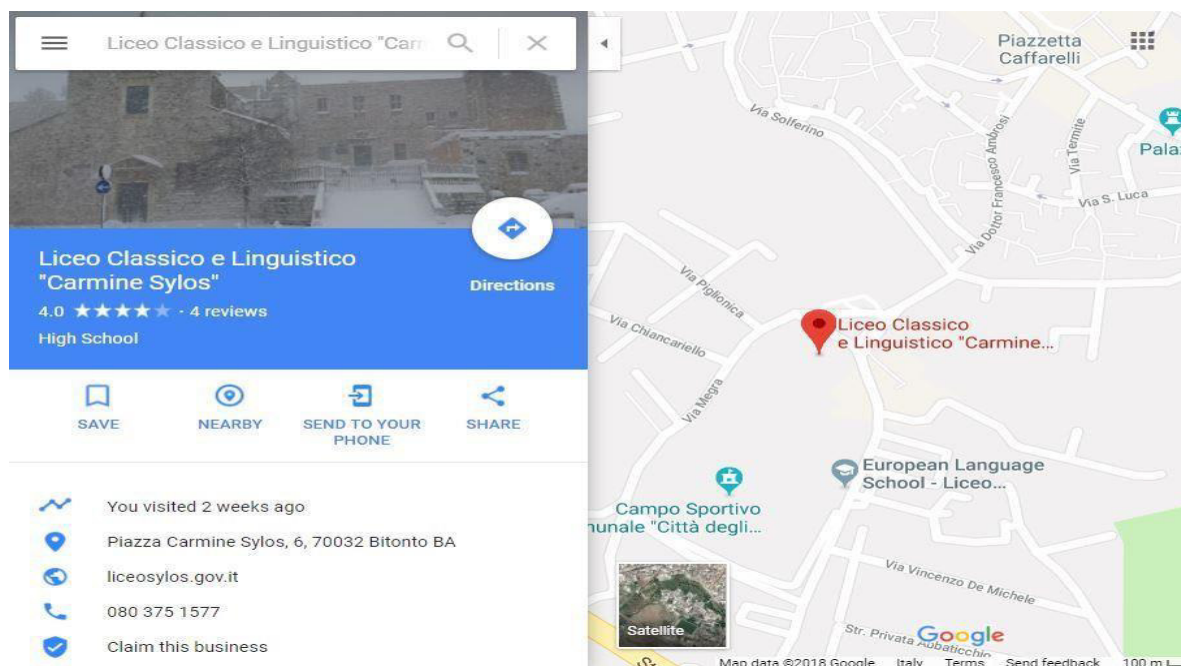 Liceo Classico e Linguistico "Carr
Liceo Classico e Linguistico
"Carmine Sylos"
4.0 · 4 reviews
High School
Directions
SAVE
NEARBY
SEND TO YOUR
PHONE
SHARE
You visited 2 weeks ago
Piazza Carmine Sylos, 6, 70032 Bitonto BA
liceosylos.gov.it
080 375 1577
Claim this business
Piazzetta
Caffarelli
Via Solferino
Via Dottor Francesco Ambrosi
Via Termite
Pala
Via S. Luca
Via Piglionica
Via Chiancariello
Via Megra
Liceo Classico
e Linguistico "Carmine...
European Language
School - Liceo...
Campo Sportivo
nunale "Città degli...
Via Vincenzo De Michele
Str. Privata Aubaticchio
Satellite
Google
Map data ©2018 Google Italy Terms Send feedback 100 m